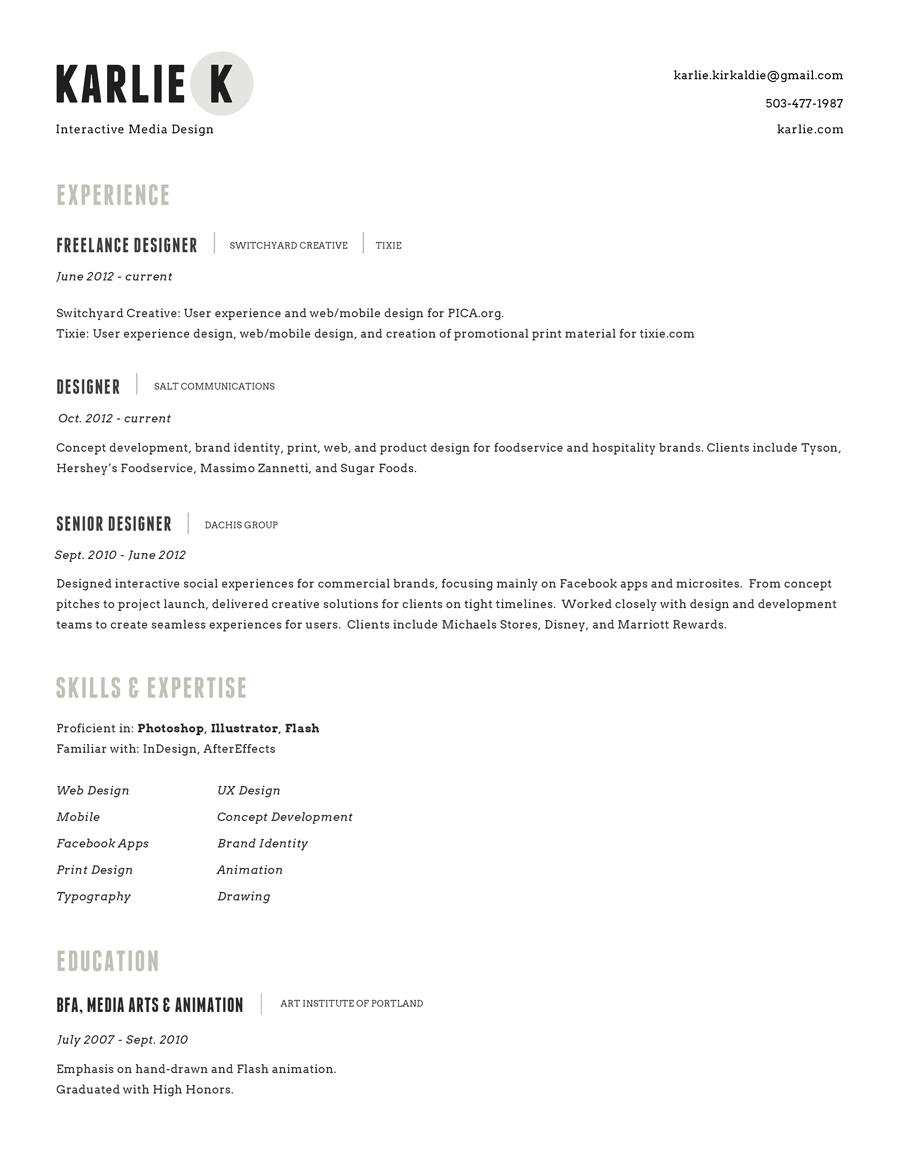 KARLIE K
Interactive Media Design
karlie.kirkaldie@gmail.com
503-477-1987
karlie.com
EXPERIENCE
FREELANCE DESIGNER | SWITCHYARD CREATIVE | TIXIE
June 2012 - current
Switchyard Creative: User experience and web/mobile design for PICA.org.
Tixie: User experience design, web/mobile design, and creation of promotional print material for tixie.com
DESIGNER | SALT COMMUNICATIONS
Oct. 2012 - current
Concept development, brand identity, print, web, and product design for foodservice and hospitality brands. Clients include Tyson,
Hershey's Foodservice, Massimo Zannetti, and Sugar Foods.
SENIOR DESIGNER | DACHIS GROUP
Sept. 2010 - June 2012
Designed interactive social experiences for commercial brands, focusing mainly on Facebook apps and microsites.  From concept
pitches to project launch, delivered creative solutions for clients on tight timelines.  Worked closely with design and development
teams to create seamless experiences for users.  Clients include Michaels Stores, Disney, and Marriott Rewards.
SKILLS & EXPERTISE
Proficient in: Photoshop, Illustrator, Flash
Familiar with: InDesign, AfterEffects
Web Design UX Design
Mobile Concept Development
Facebook Apps Brand Identity
Print Design Animation
Typography Drawing
EDUCATION
BFA, MEDIA ARTS & ANIMATION | ART INSTITUTE OF PORTLAND
July 2007 - Sept. 2010
Emphasis on hand-drawn and Flash animation.
Graduated with High Honors.